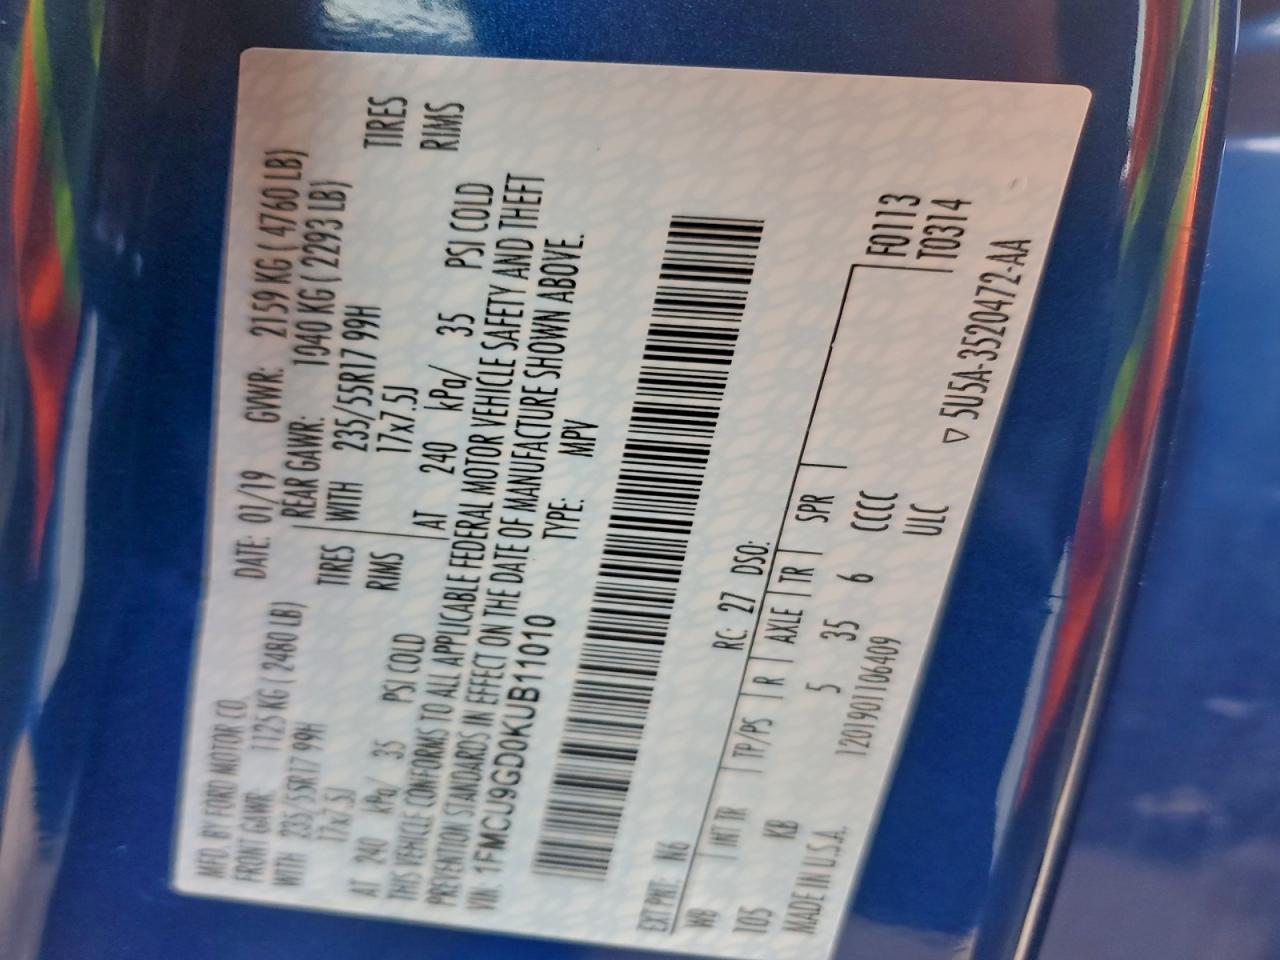 MFD. BY FORD MOTOR CO.
DATE: 01/19 GVWR: 2159 KG ( 4760 LB)
FRONT GAWR: 1125 KG ( 2480 LB) REAR GAWR: 1040 KG ( 2293 LB)
WITH 235/55R17 99H TIRES WITH 235/55R17 99H TIRES
17x7.5J RIMS 17x7.5J RIMS
AT 240 kPa/ 35 PSI COLD AT 240 kPa/ 35 PSI COLD
THIS VEHICLE CONFORMS TO ALL APPLICABLE FEDERAL MOTOR VEHICLE SAFETY AND THEFT
PREVENTION STANDARDS IN EFFECT ON THE DATE OF MANUFACTURE SHOWN ABOVE.
VIN: 1FMCU9GD0KUB11010 TYPE: MPV
EXT PNT: N6 RC: 27 DSO:
WB INT TR TP/PS R AXLE TR SPR F0113
105 KB 5 35 6 CCCC T0314
MADE IN U.S.A. 1201901106409 ULC
▽ 5U5A-3520472-AA